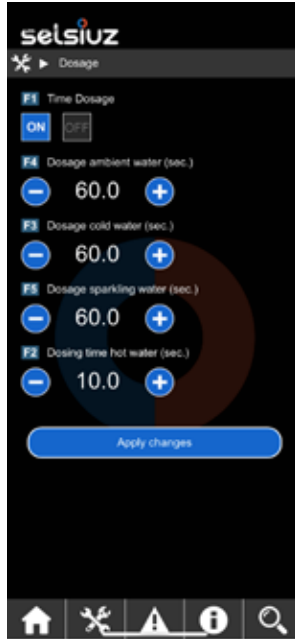 selsiuz
Dosage
F1 Time Dosage
ON OFF
F4 Dosage ambient water (sec.)
60.0
F3 Dosage cold water (sec.)
60.0
F5 Dosage sparkling water (sec.)
60.0
F2 Dosing time hot water (sec.)
10.0
Apply changes